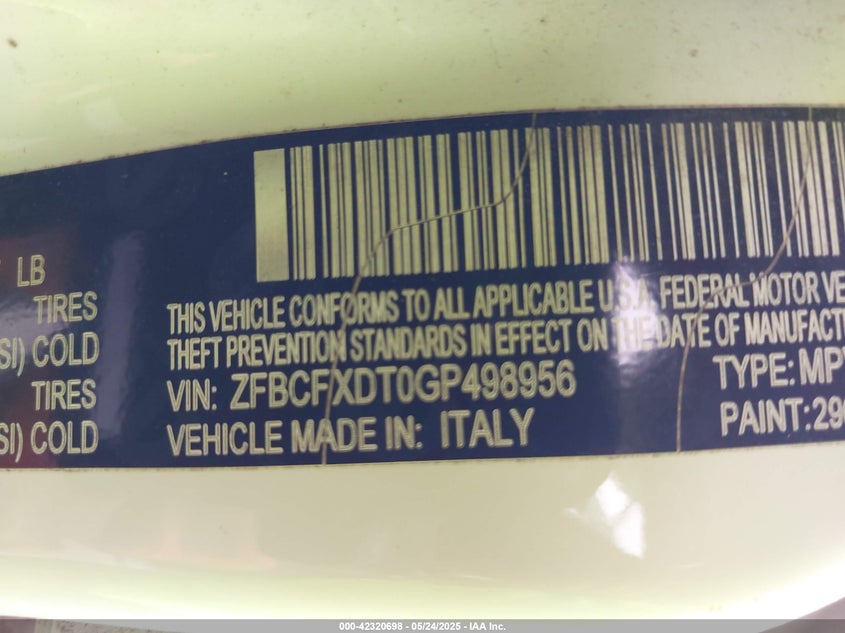 LB
TIRES
SI) COLD
TIRES
SI) COLD
THIS VEHICLE CONFORMS TO ALL APPLICABLE U.S.A. FEDERAL MOTOR VE
THEFT PREVENTION STANDARDS IN EFFECT ON THE DATE OF MANUFACT
VIN: ZFBCFXDT0GP498956
TYPE: MP
VEHICLE MADE IN: ITALY
PAINT:29
000-42320698 - 05/24/2025 - IAA Inc.